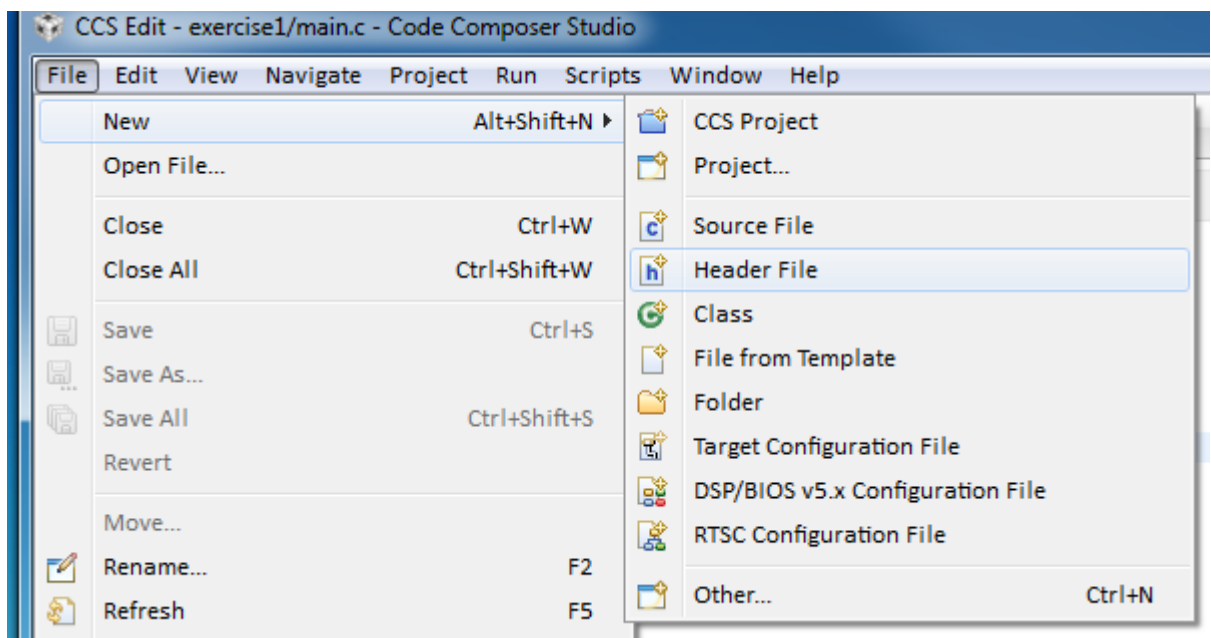 CCS Edit - exercise1/main.c - Code Composer Studio
File Edit View Navigate Project Run Scripts Window Help
New Alt+Shift+N
Open File...
Close Ctrl+W
Close All Ctrl+Shift+W
Save Ctrl+S
Save As...
Save All Ctrl+Shift+S
Revert
Move...
Rename... F2
Refresh F5
CCS Project
Project...
c Source File
h Header File
Class
File from Template
Folder
Target Configuration File
DSP/BIOS v5.x Configuration File
RTSC Configuration File
Other... Ctrl+N